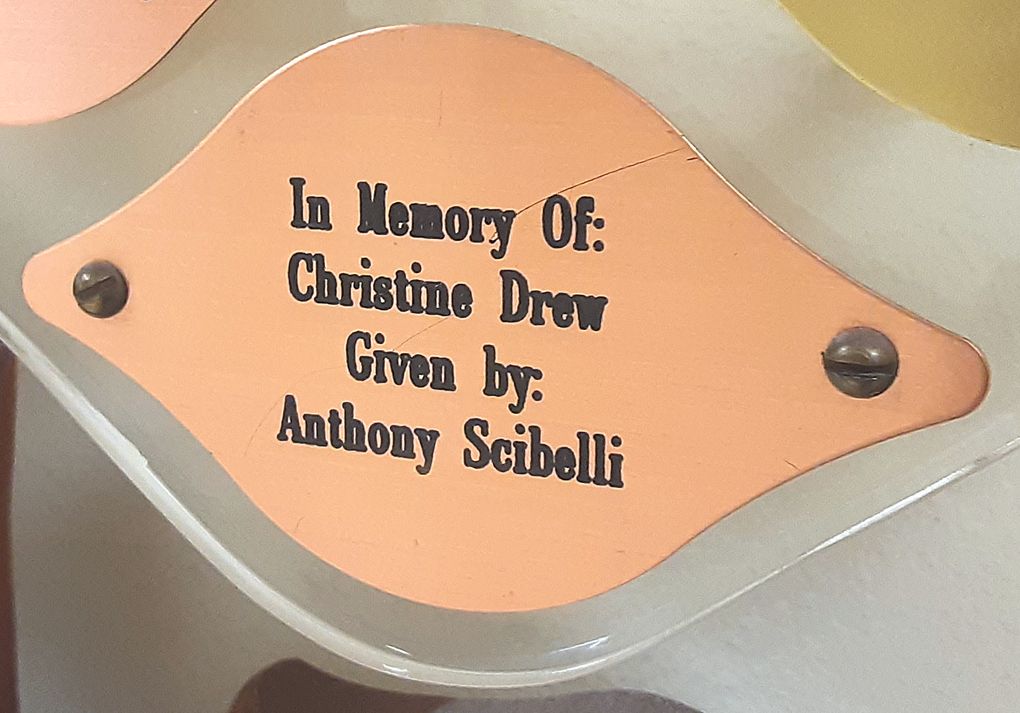 In Memory Of:
Christine Drew
Given by:
Anthony Scibelli